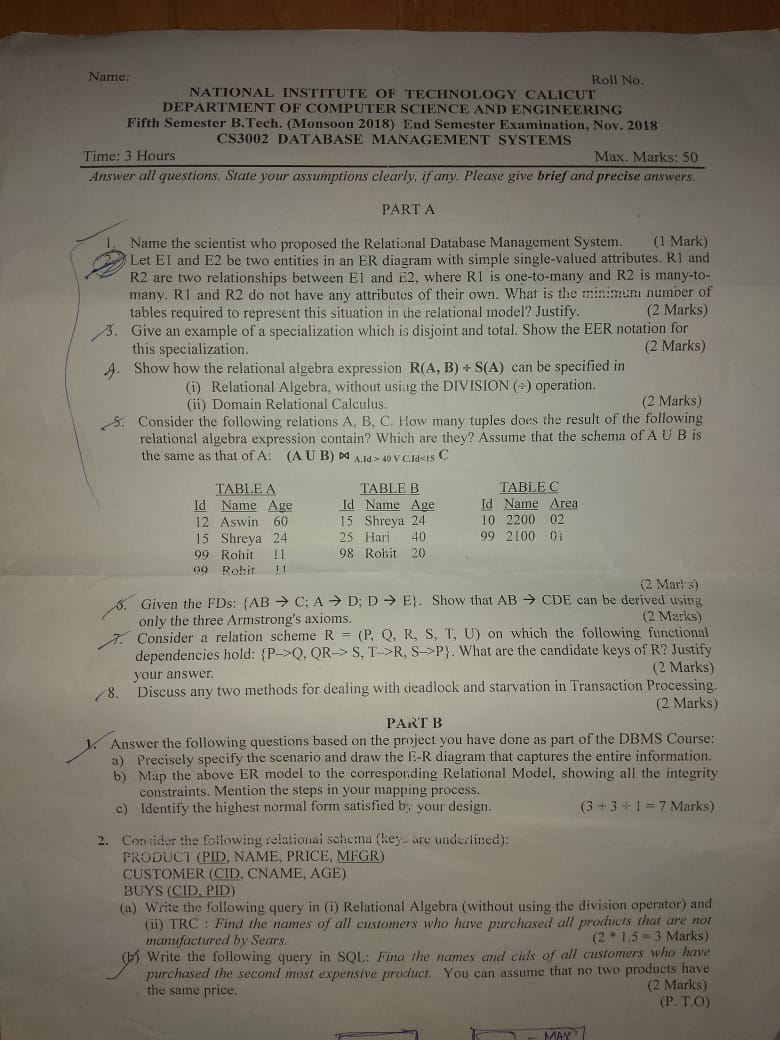 Name: Roll No.
NATIONAL INSTITUTE OF TECHNOLOGY CALICUT
DEPARTMENT OF COMPUTER SCIENCE AND ENGINEERING
Fifth Semester B.Tech. (Monsoon 2018) End Semester Examination, Nov. 2018
CS3002 DATABASE MANAGEMENT SYSTEMS
Time: 3 Hours Max. Marks: 50
Answer all questions. State your assumptions clearly, if any. Please give brief and precise answers.
PART A
1. Name the scientist who proposed the Relational Database Management System. (1 Mark)
2. Let E1 and E2 be two entities in an ER diagram with simple single-valued attributes. R1 and
R2 are two relationships between E1 and E2, where R1 is one-to-many and R2 is many-to-
many. R1 and R2 do not have any attributes of their own. What is the minimum number of
tables required to represent this situation in the relational model? Justify. (2 Marks)
3. Give an example of a specialization which is disjoint and total. Show the EER notation for
this specialization. (2 Marks)
4. Show how the relational algebra expression R(A, B) ÷ S(A) can be specified in
(i) Relational Algebra, without using the DIVISION (÷) operation.
(ii) Domain Relational Calculus. (2 Marks)
5. Consider the following relations A, B, C. How many tuples does the result of the following
relational algebra expression contain? Which are they? Assume that the schema of A U B is
the same as that of A: (A U B) ⋈ A.Id > 40 V C.Id<15 C
TABLE A TABLE B TABLE C
Id Name Age Id Name Age Id Name Area
12 Aswin 60 15 Shreya 24 10 2200 02
15 Shreya 24 25 Hari 40 99 2100 01
99 Rohit 11 98 Rohit 20
99 Rohit 11
(2 Marks)
6. Given the FDs: {AB → C; A → D; D → E}. Show that AB → CDE can be derived using
only the three Armstrong's axioms. (2 Marks)
7. Consider a relation scheme R = (P, Q, R, S, T, U) on which the following functional
dependencies hold: {P–>Q, QR–> S, T–>R, S–>P}. What are the candidate keys of R? Justify
your answer. (2 Marks)
8. Discuss any two methods for dealing with deadlock and starvation in Transaction Processing.
(2 Marks)
PART B
1. Answer the following questions based on the project you have done as part of the DBMS Course:
a) Precisely specify the scenario and draw the E-R diagram that captures the entire information.
b) Map the above ER model to the corresponding Relational Model, showing all the integrity
constraints. Mention the steps in your mapping process.
c) Identify the highest normal form satisfied by your design. (3 + 3 + 1 = 7 Marks)
2. Consider the following relational schema (keys are underlined):
PRODUCT (PID, NAME, PRICE, MFGR)
CUSTOMER (CID, CNAME, AGE)
BUYS (CID, PID)
(a) Write the following query in (i) Relational Algebra (without using the division operator) and
(ii) TRC : Find the names of all customers who have purchased all products that are not
manufactured by Sears. (2 * 1.5 = 3 Marks)
(b) Write the following query in SQL: Find the names and cids of all customers who have
purchased the second most expensive product. You can assume that no two products have
the same price. (2 Marks)
(P. T.O)
MAY